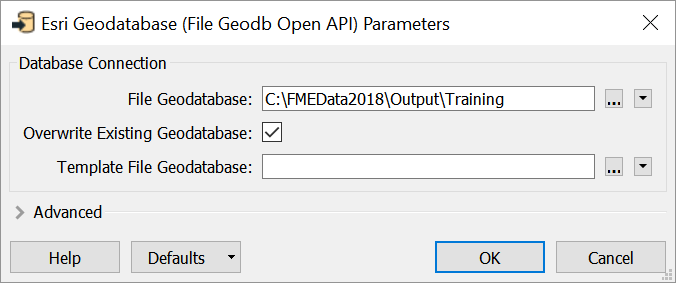 Esri Geodatabase (File Geodb Open API) Parameters
Database Connection
File Geodatabase: C:\FMEData2018\Output\Training ...
Overwrite Existing Geodatabase:
Template File Geodatabase: ...
Advanced
Help Defaults OK Cancel